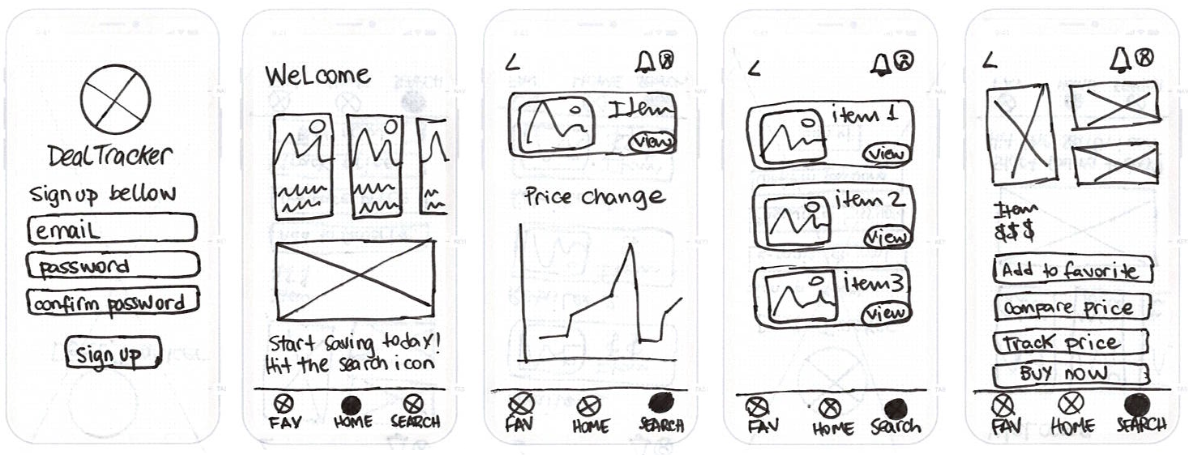 DealTracker
Sign up bellow
email
password
confirm password
Sign up
Welcome
Start saving today!
Hit the search icon
FAV HOME SEARCH
Item
View
Price change
FAV HOME SEARCH
item 1
View
item 2
View
item3
View
FAV HOME Search
Item
$$$
Add to favorite
Compare price
Track price
Buy now
FAV HOME SEARCH